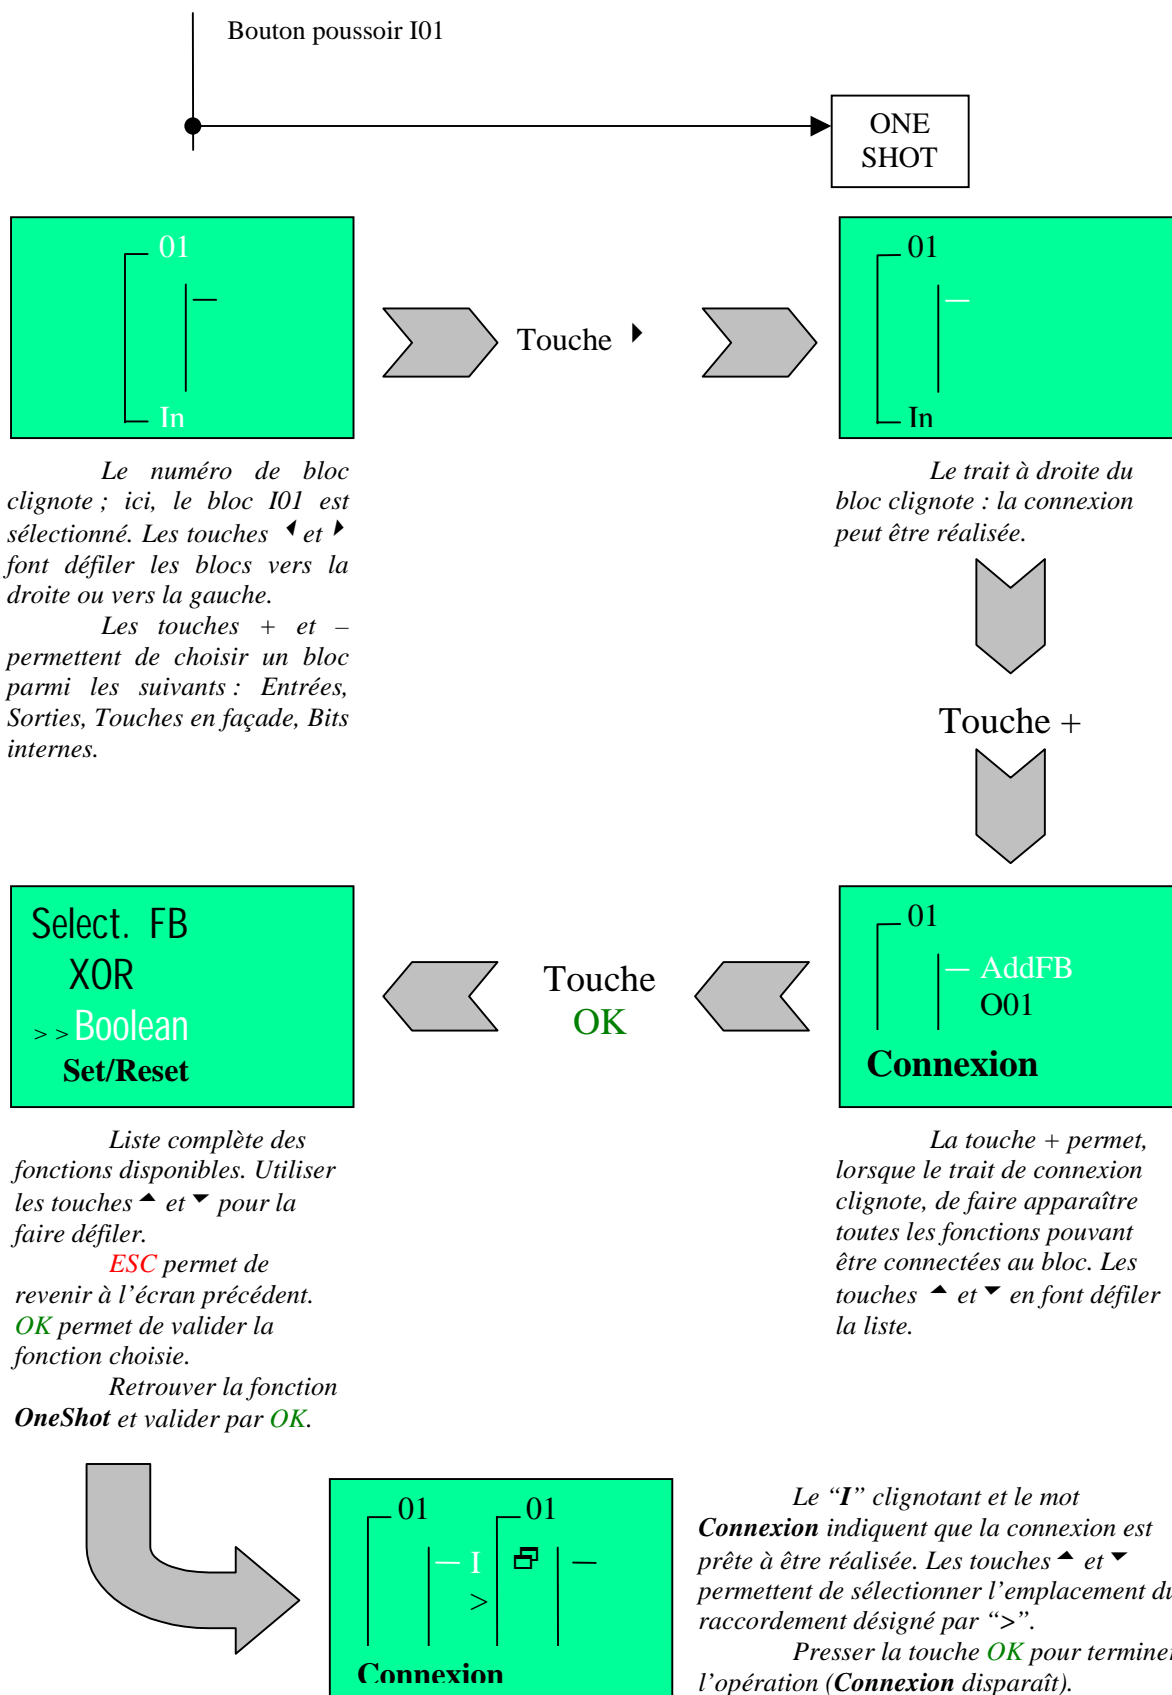 Bouton poussoir I01
ONE
SHOT
01
In
Touche
01
In
Le numéro de bloc
clignote ; ici, le bloc I01 est
sélectionné. Les touches et
font défiler les blocs vers la
droite ou vers la gauche.
Les touches + et –
permettent de choisir un bloc
parmi les suivants : Entrées,
Sorties, Touches en façade, Bits
internes.
Le trait à droite du
bloc clignote : la connexion
peut être réalisée.
Touche +
Select. FB
XOR
>>Boolean
Set/Reset
Touche
OK
01
AddFB
O01
Connexion
Liste complète des
fonctions disponibles. Utiliser
les touches et pour la
faire défiler.
ESC permet de
revenir à l’écran précédent.
OK permet de valider la
fonction choisie.
Retrouver la fonction
OneShot et valider par OK.
La touche + permet,
lorsque le trait de connexion
clignote, de faire apparaître
toutes les fonctions pouvant
être connectées au bloc. Les
touches et en font défiler
la liste.
01 01
I
>
Connexion
Le “I” clignotant et le mot
Connexion indiquent que la connexion est
prête à être réalisée. Les touches et
permettent de sélectionner l’emplacement du
raccordement désigné par “>”.
Presser la touche OK pour terminer
l’opération (Connexion disparaît).